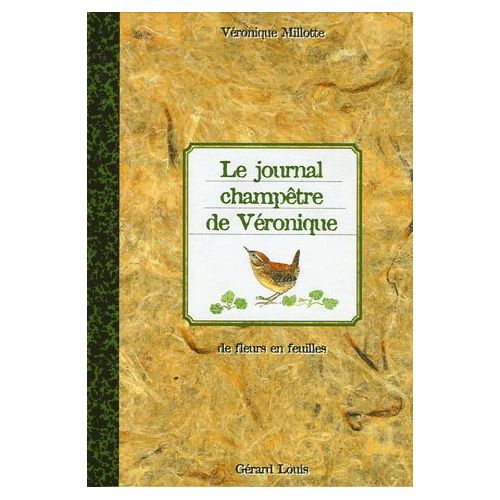 Véronique Millotte
Le journal
champêtre
de Véronique
de fleurs en feuilles
Gérard Louis